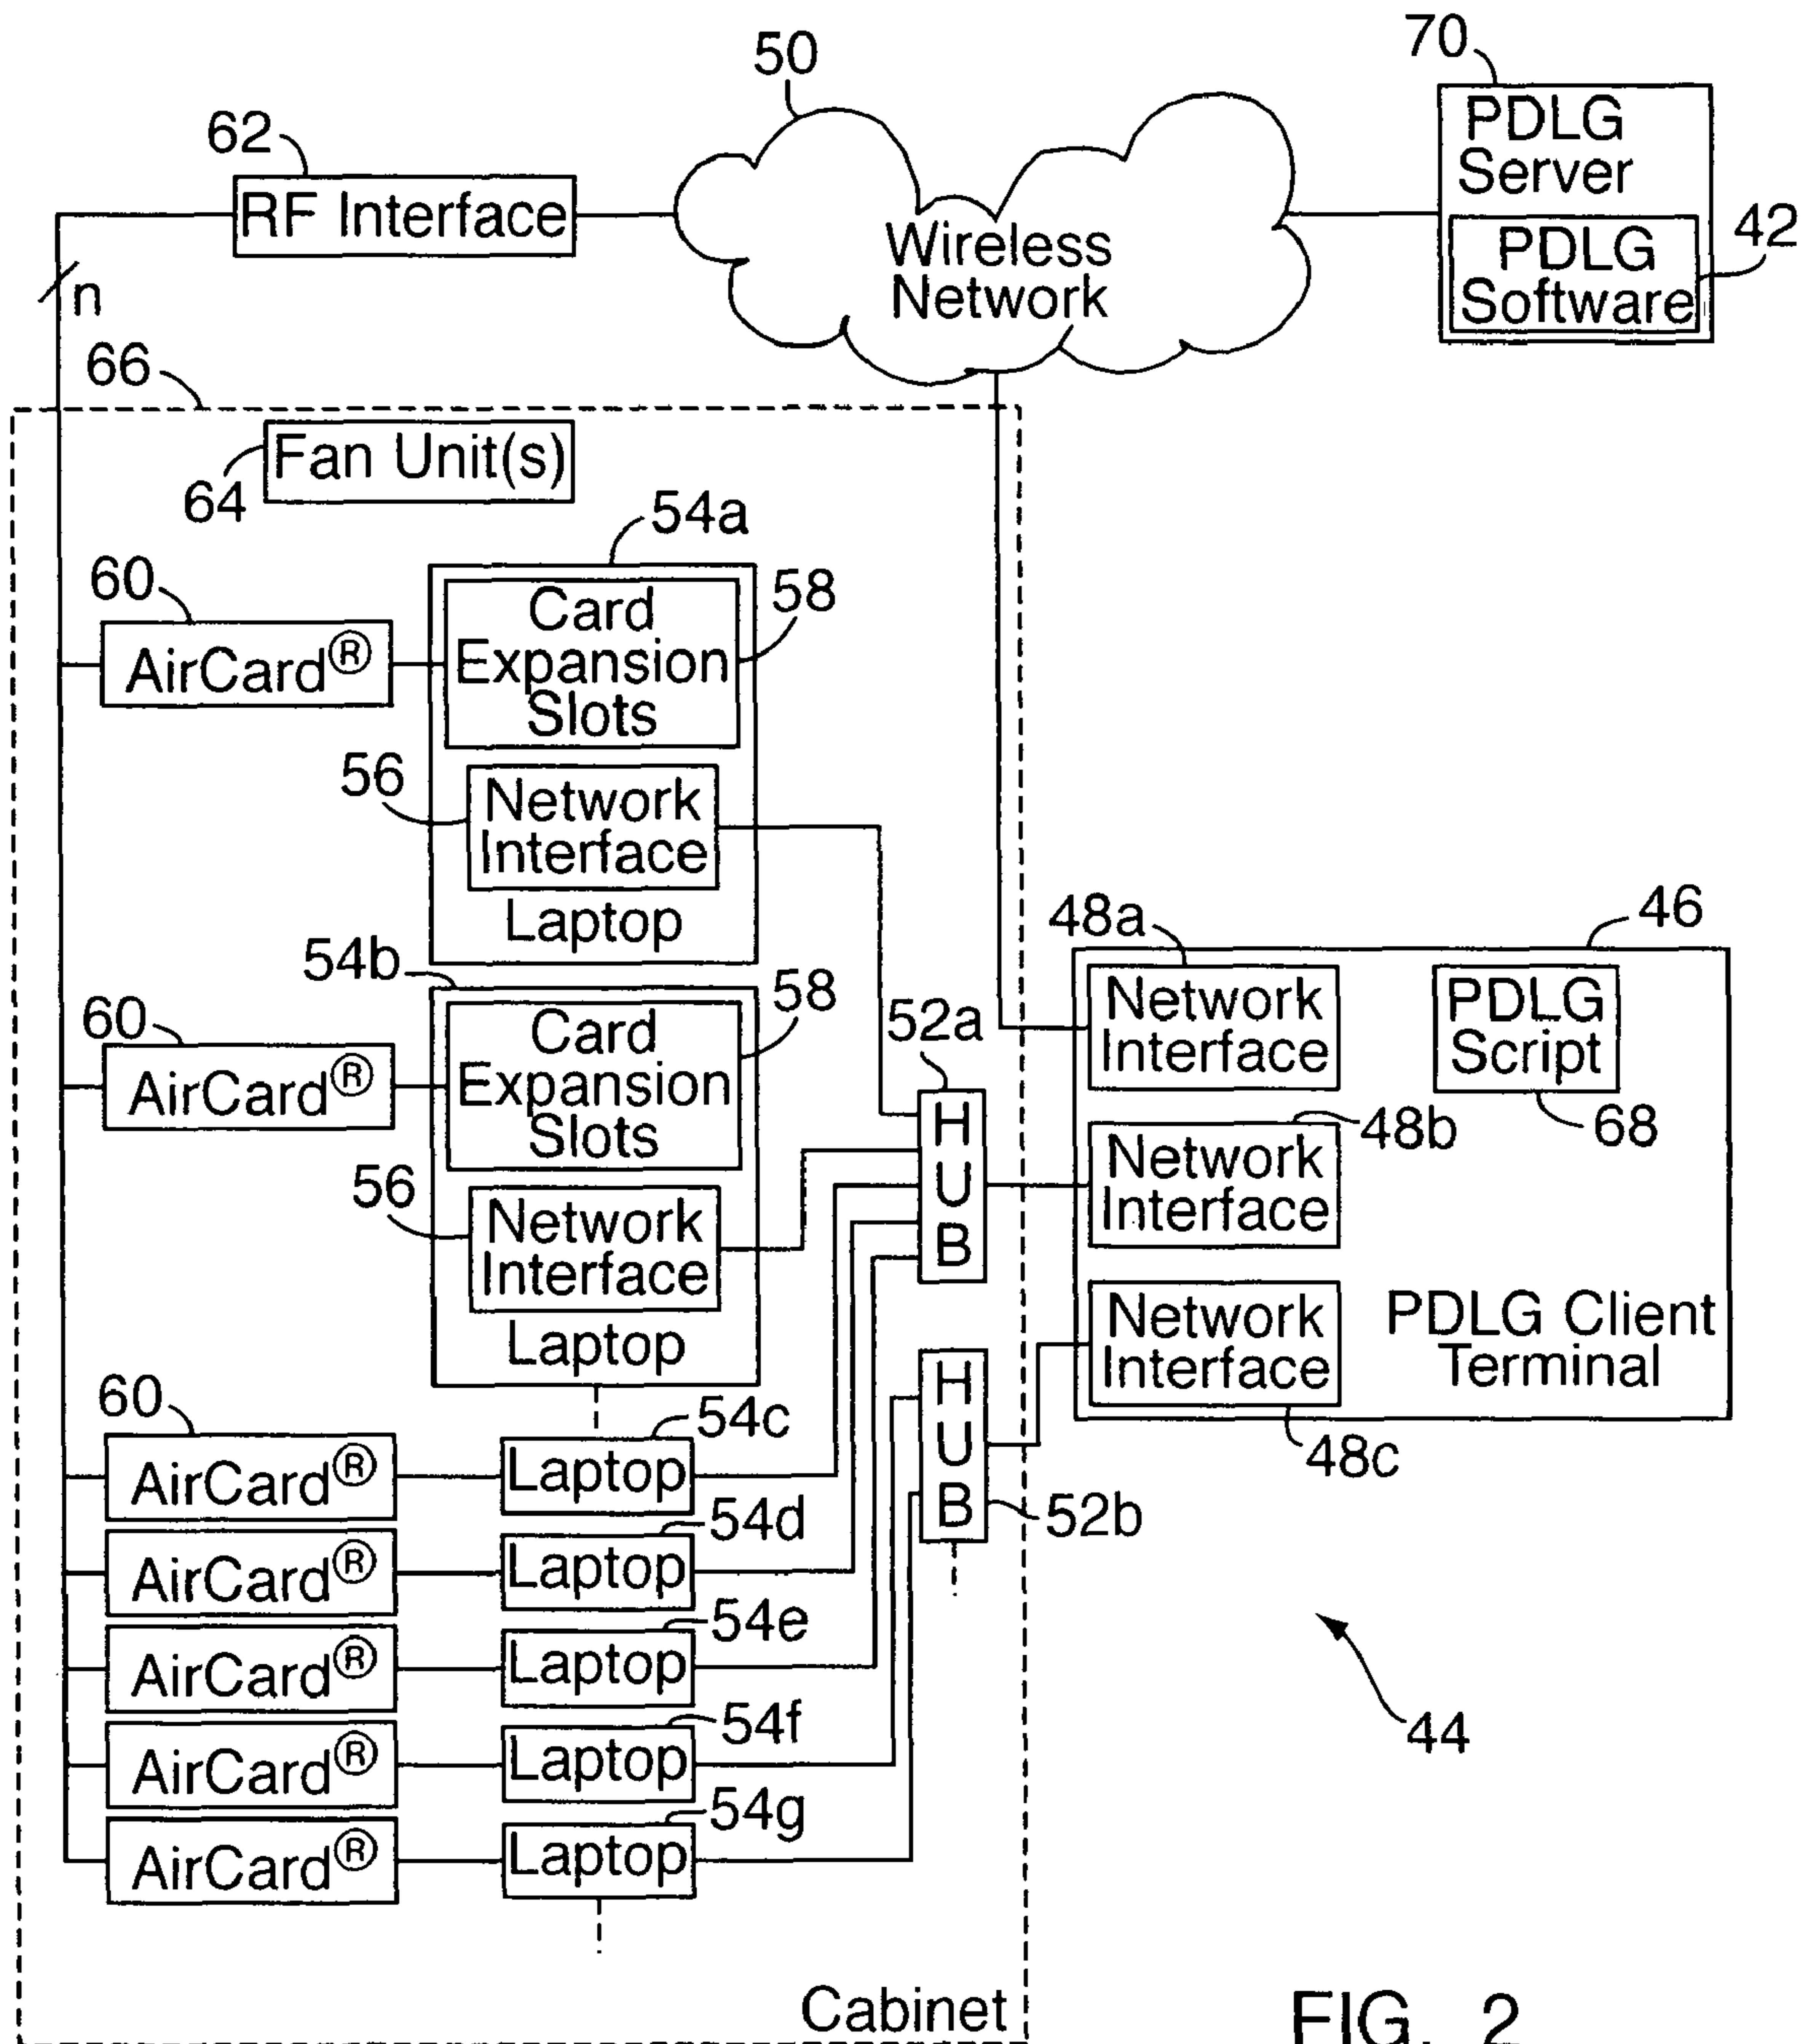 50
70
PDLG
Server
62
RF Interface
Wireless
Network
PDLG
Software
42
n
66
Fan Unit(s)
64
54a
60
58
Card
Expansion
Slots
AirCard®
56
Network
Interface
Laptop
54b
48a
46
58
52a
60
Card
Expansion
Slots
AirCard®
Network
Interface
PDLG
Script
H
U
B
48b
68
Network
Interface
56
Network
Interface
Laptop
Network
Interface
PDLG Client
Terminal
60
H
U
B
54c
48c
AirCard®
Laptop
52b
54d
AirCard®
Laptop
54e
AirCard®
Laptop
54f
44
AirCard®
Laptop
54g
AirCard®
Laptop
Cabinet
FIG. 2